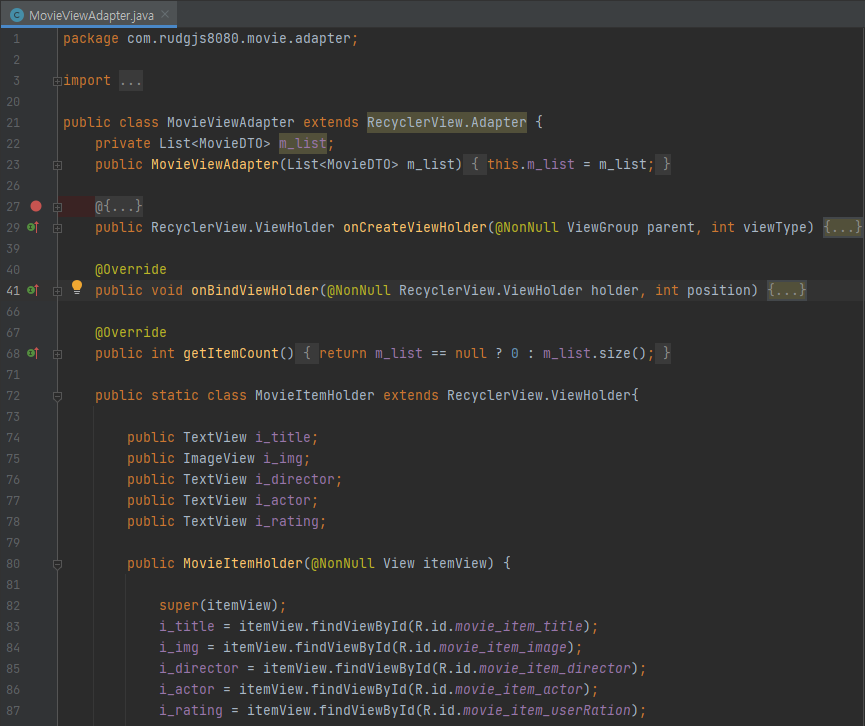 MovieViewAdapter.java
1 package com.rudgjs8080.movie.adapter;
2
3 import ...
20
21 public class MovieViewAdapter extends RecyclerView.Adapter {
22 private List<MovieDTO> m_list;
23 public MovieViewAdapter(List<MovieDTO> m_list) { this.m_list = m_list; }
26
27 @{...}
29 public RecyclerView.ViewHolder onCreateViewHolder(@NonNull ViewGroup parent, int viewType) {...}
39
40 @Override
41 public void onBindViewHolder(@NonNull RecyclerView.ViewHolder holder, int position) {...}
66
67 @Override
68 public int getItemCount() { return m_list == null ? 0 : m_list.size(); }
71
72 public static class MovieItemHolder extends RecyclerView.ViewHolder{
73
74 public TextView i_title;
75 public ImageView i_img;
76 public TextView i_director;
77 public TextView i_actor;
78 public TextView i_rating;
79
80 public MovieItemHolder(@NonNull View itemView) {
81
82 super(itemView);
83 i_title = itemView.findViewById(R.id.movie_item_title);
84 i_img = itemView.findViewById(R.id.movie_item_image);
85 i_director = itemView.findViewById(R.id.movie_item_director);
86 i_actor = itemView.findViewById(R.id.movie_item_actor);
87 i_rating = itemView.findViewById(R.id.movie_item_userRation);